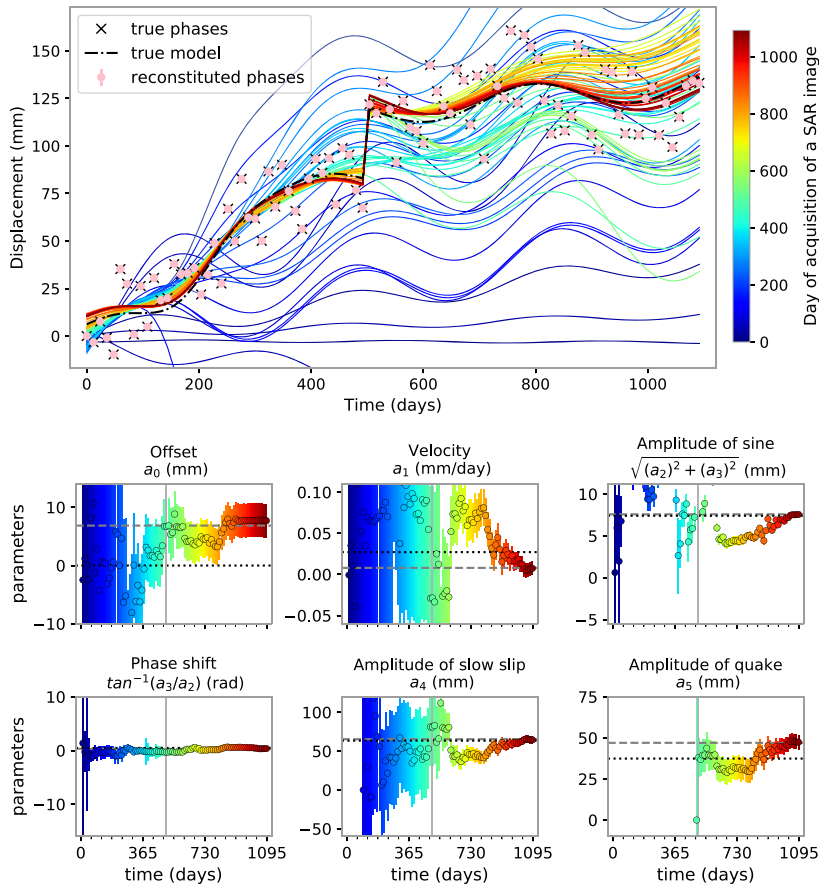 true phases
true model
reconstituted phases
Displacement (mm)
150
125
100
75
50
25
0
0 200 400 600 800 1000
Time (days)
1000
800
600
400
200
0
Day of acquisition of a SAR image
Offset
a₀ (mm)
Velocity
a₁ (mm/day)
Amplitude of sine
√(a₂)² + (a₃)² (mm)
parameters
10
0
−10
0.10
0.05
0.00
−0.05
10
5
0
−5
Phase shift
tan⁻¹(a₃/a₂) (rad)
Amplitude of slow slip
a₄ (mm)
Amplitude of quake
a₅ (mm)
parameters
10
0
−10
100
50
0
−50
75
50
25
0
0 365 730 1095
0 365 730 1095
0 365 730 1095
time (days)
time (days)
time (days)